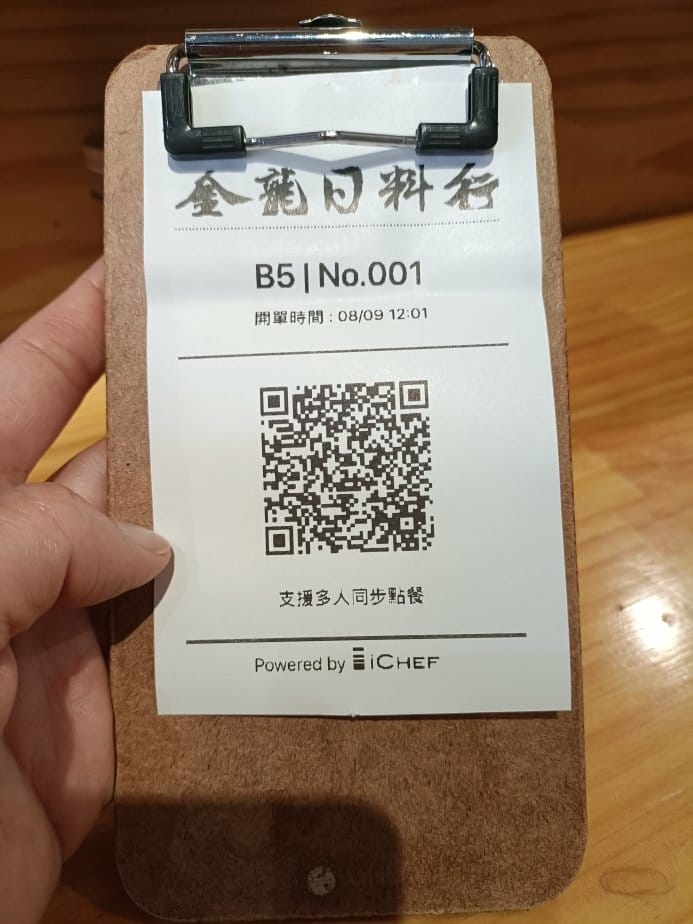 金龍日料行
B5 | No.001
開單時間 : 08/09 12:01
支援多人同步點餐
Powered by iCHEF